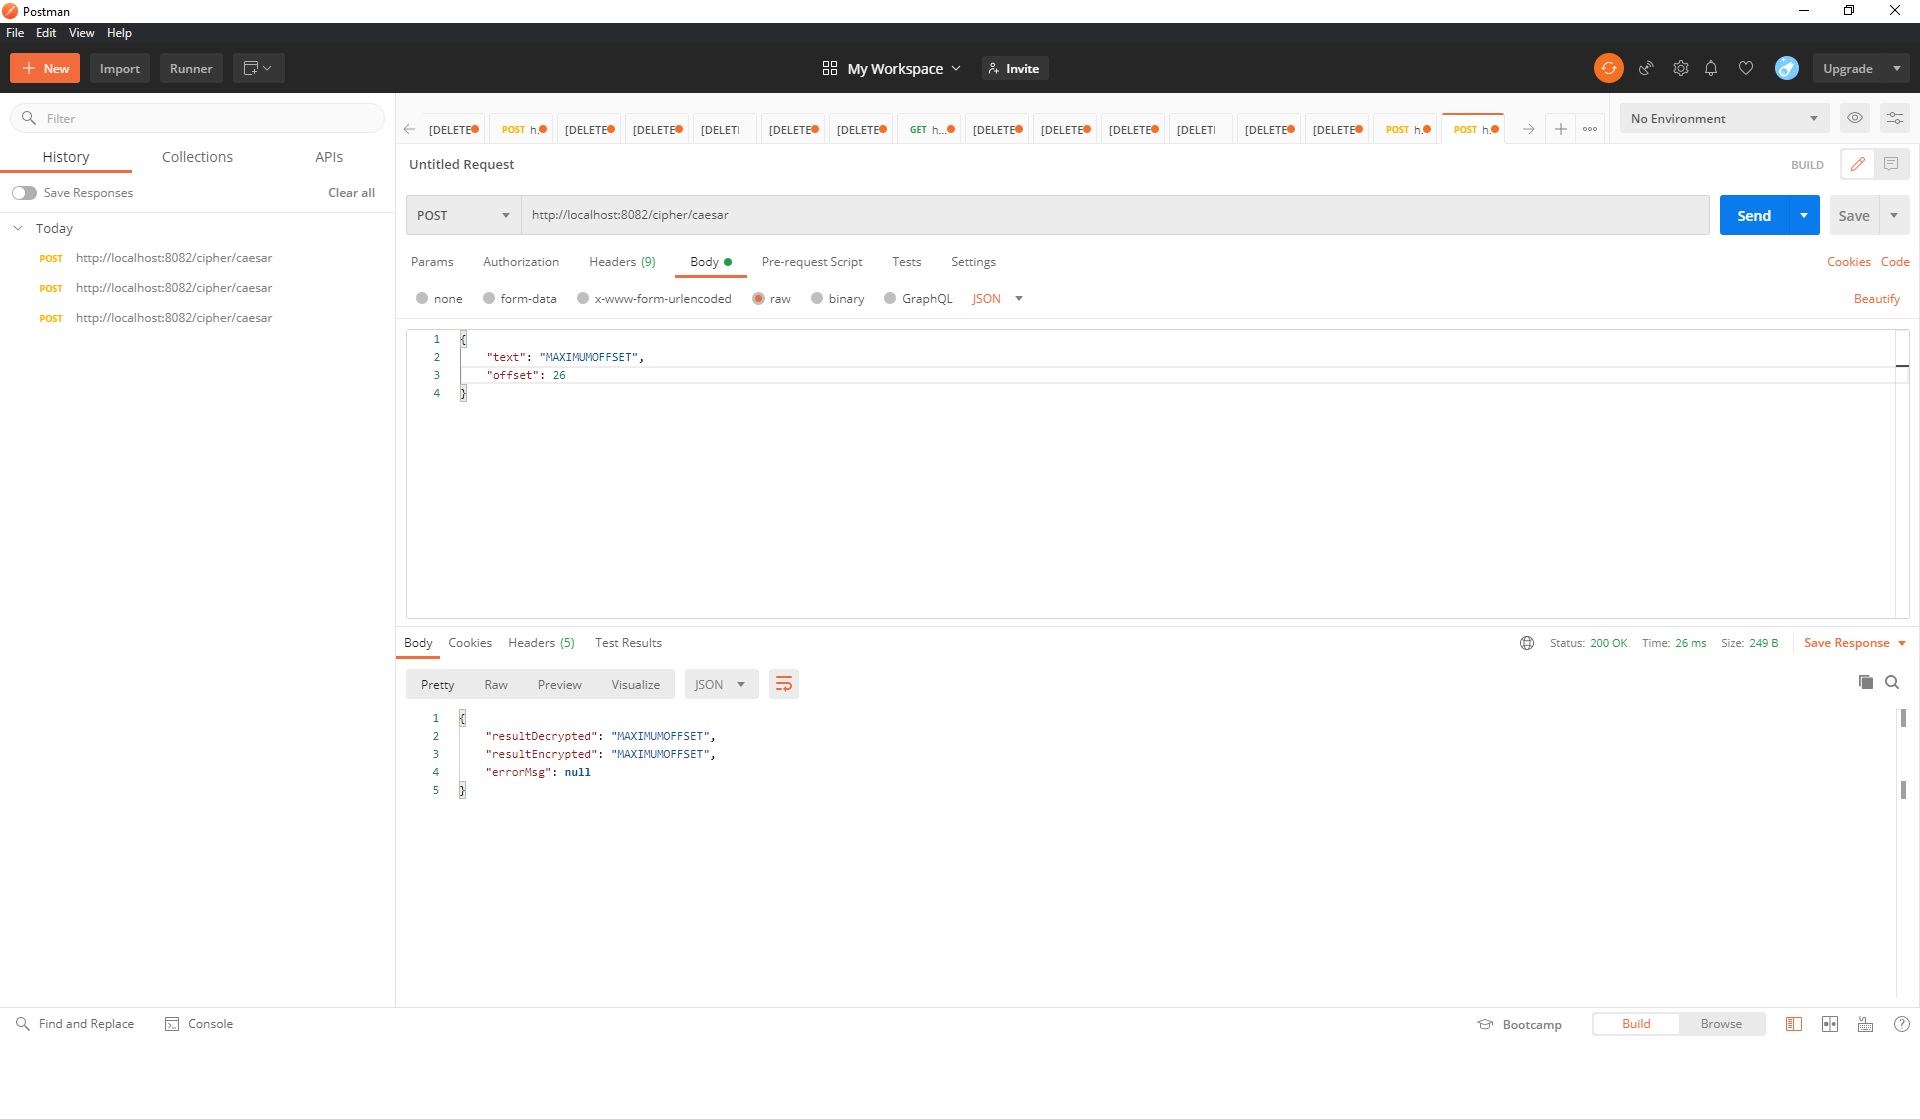 Postman
File Edit View Help
New Import Runner My Workspace Invite Upgrade
Filter
[DELETE POST h. [DELETE [DELETE [DELETI [DELETE [DELETE GET h... [DELETE [DELETE [DELETE [DELETI [DELETE [DELETE POST h. POST h. No Environment
History Collections APIs
Untitled Request BUILD
Save Responses Clear all
POST http://localhost:8082/cipher/caesar Send Save
Today
POST http://localhost:8082/cipher/caesar
POST http://localhost:8082/cipher/caesar
POST http://localhost:8082/cipher/caesar
Params Authorization Headers (9) Body Pre-request Script Tests Settings Cookies Code
none form-data x-www-form-urlencoded raw binary GraphQL JSON Beautify
1 {
2 "text": "MAXIMUMOFFSET",
3 "offset": 26
4 }
Body Cookies Headers (5) Test Results Status: 200 OK Time: 26 ms Size: 249 B Save Response
Pretty Raw Preview Visualize JSON
1 {
2 "resultDecrypted": "MAXIMUMOFFSET",
3 "resultEncrypted": "MAXIMUMOFFSET",
4 "errorMsg": null
5 }
Find and Replace Console Bootcamp Build Browse